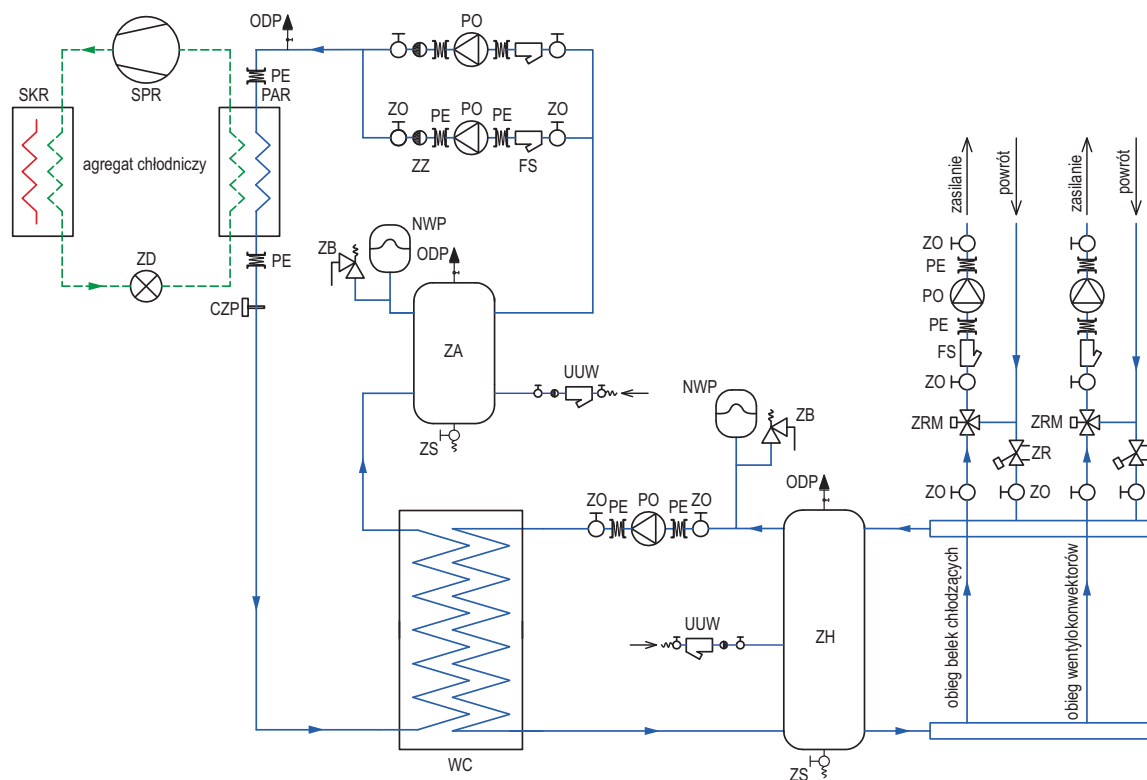 ODP
PO
PE
SKR
SPR
PAR
ZO
PE
PO
PE
ZO
agregat chłodniczy
ZZ
FS
zasilanie
powrót
zasilanie
powrót
NWP
ZB
ODP
ZO
ZD
PE
PE
CZP
PO
PE
ZA
UUW
FS
NWP
ZO
ZB
ZRM
ZRM
ZS
ZR
ODP
ZO
PE
PO
PE
ZO
ZO
ZO
UUW
ZH
obieg belek chłodzących
obieg wentylokonwektorów
WC
ZS